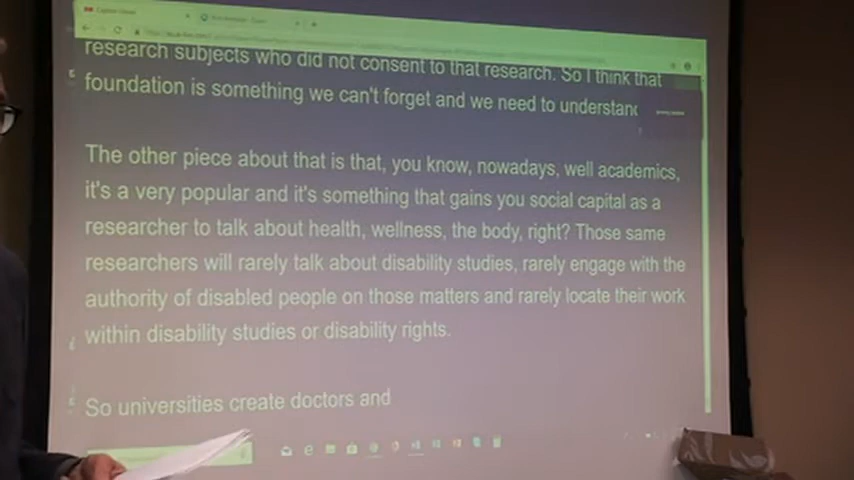 research subjects who did not consent to that research. So I think that
foundation is something we can't forget and we need to understand
The other piece about that is that, you know, nowadays, well academics,
it's a very popular and it's something that gains you social capital as a
researcher to talk about health, wellness, the body, right? Those same
researchers will rarely talk about disability studies, rarely engage with the
authority of disabled people on those matters and rarely locate their work
within disability studies or disability rights.
So universities create doctors and